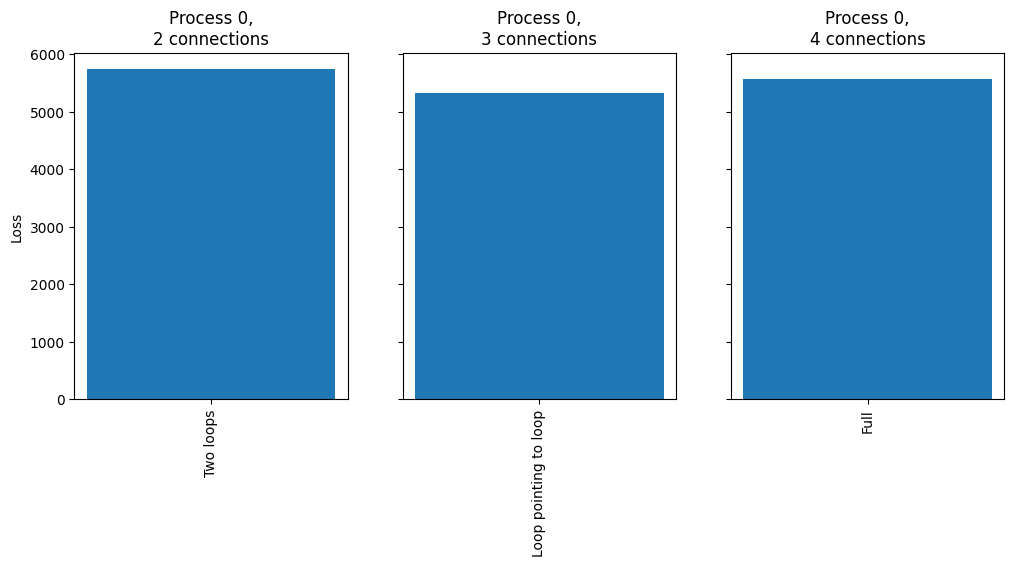 Process 0,
2 connections
Process 0,
3 connections
Process 0,
4 connections
6000
5000
4000
3000
2000
1000
0
Loss
Two loops
Loop pointing to loop
Full